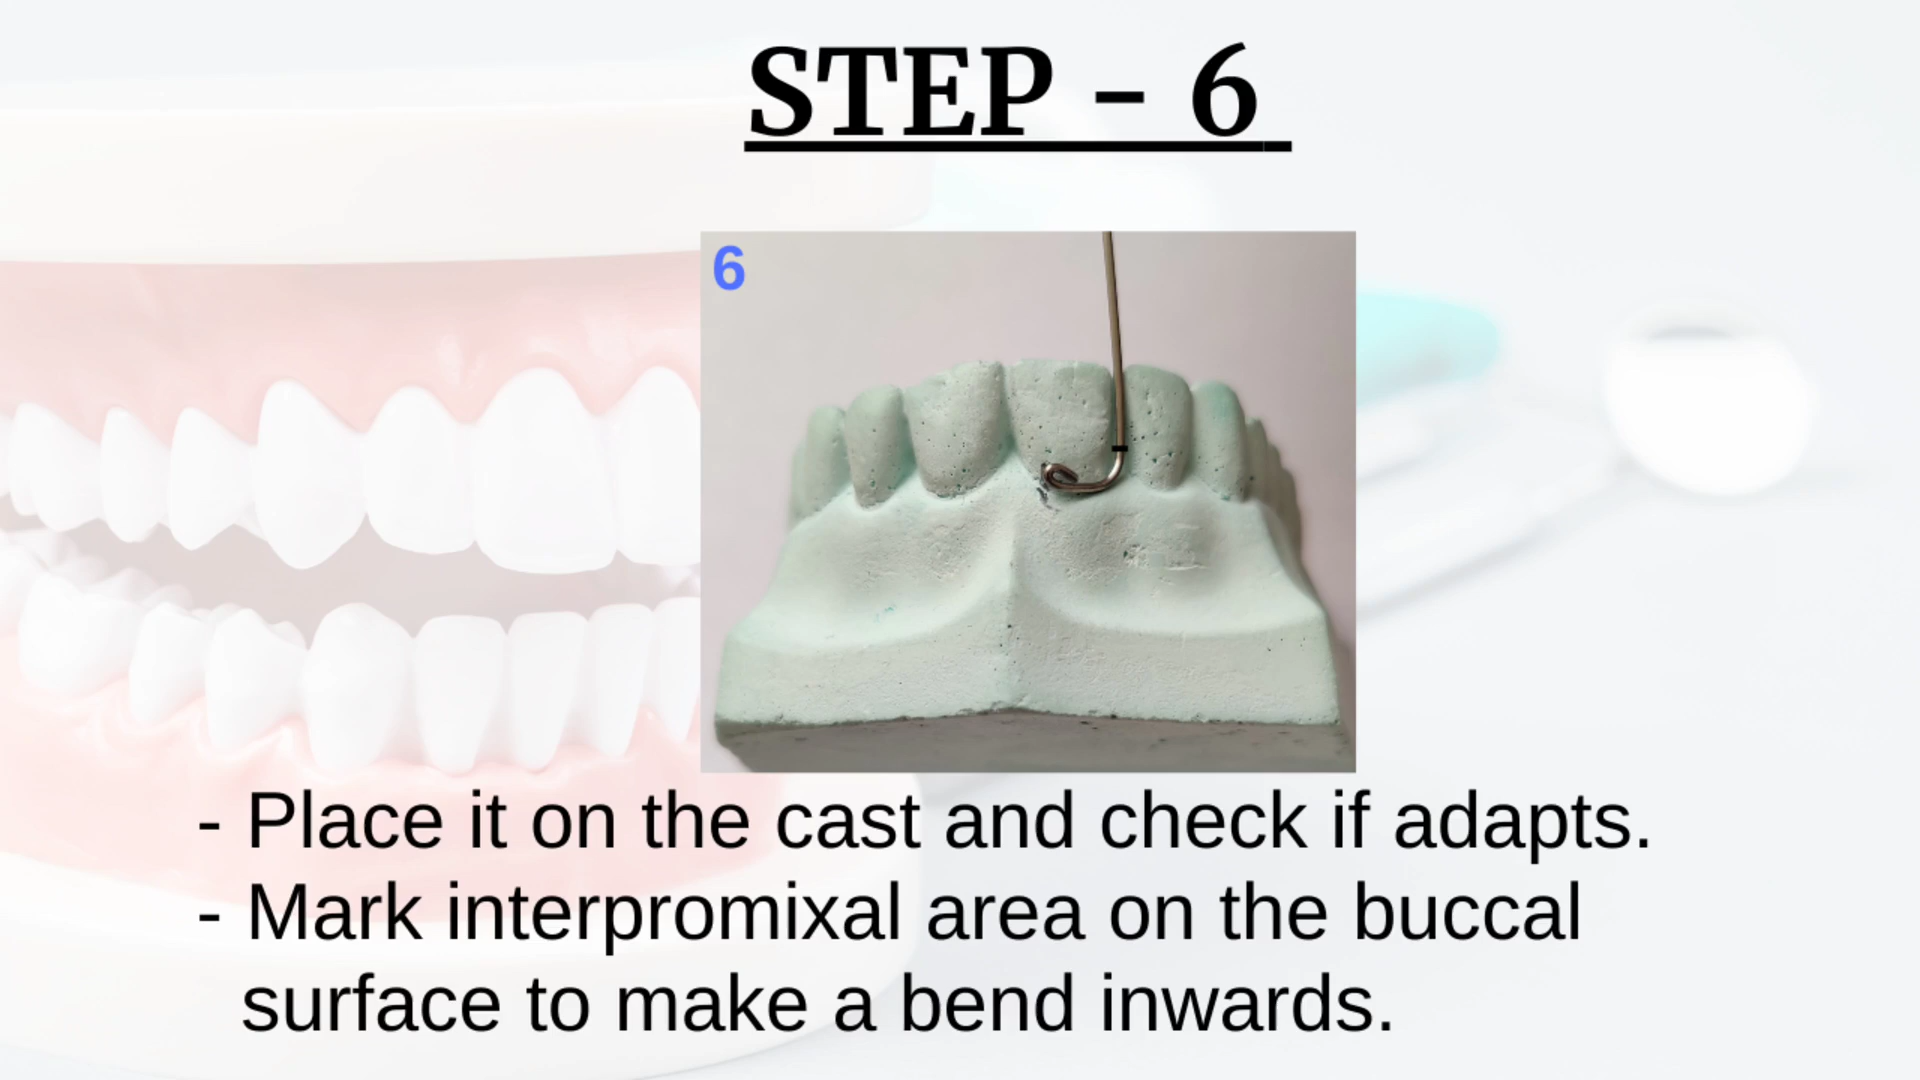 STEP - 6
6
- Place it on the cast and check if adapts.
- Mark interpromixal area on the buccal
surface to make a bend inwards.